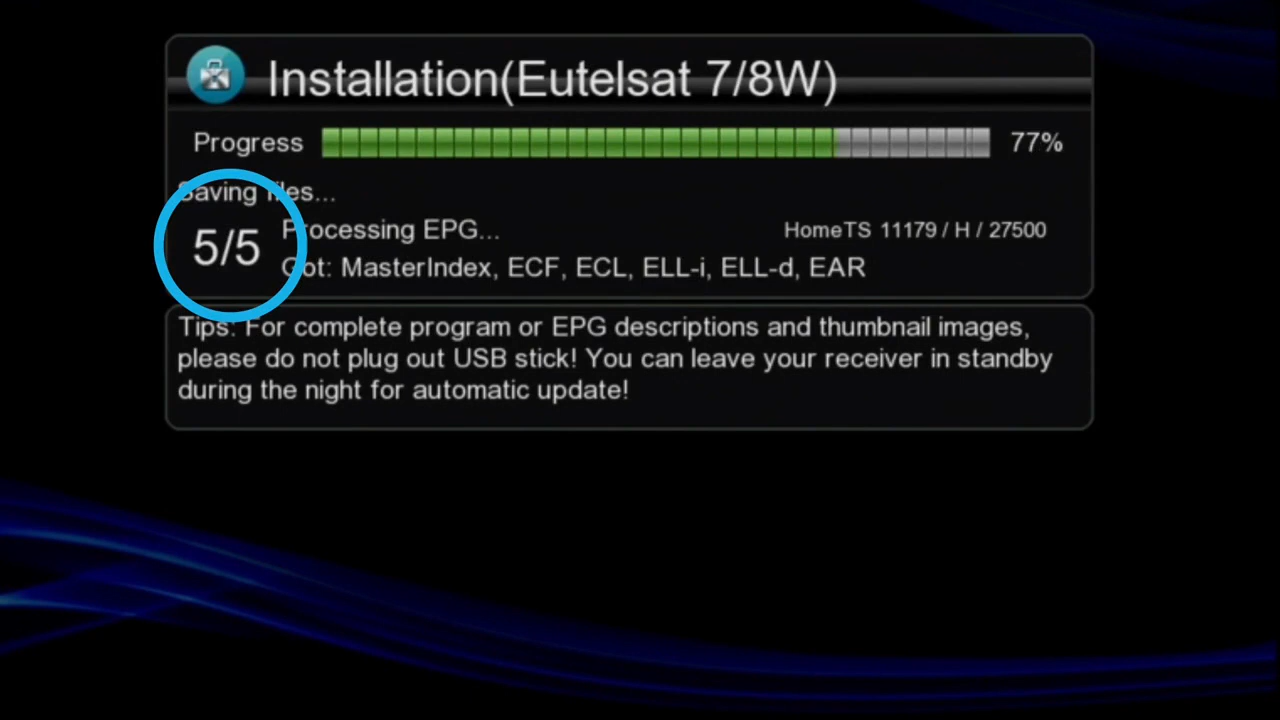 Installation(Eutelsat 7/8W)
Progress 77%
Saving files...
5/5
Processing EPG... HomeTS 11179 / H / 27500
Got: MasterIndex, ECF, ECL, ELL-i, ELL-d, EAR
Tips: For complete program or EPG descriptions and thumbnail images,
please do not plug out USB stick! You can leave your receiver in standby
during the night for automatic update!